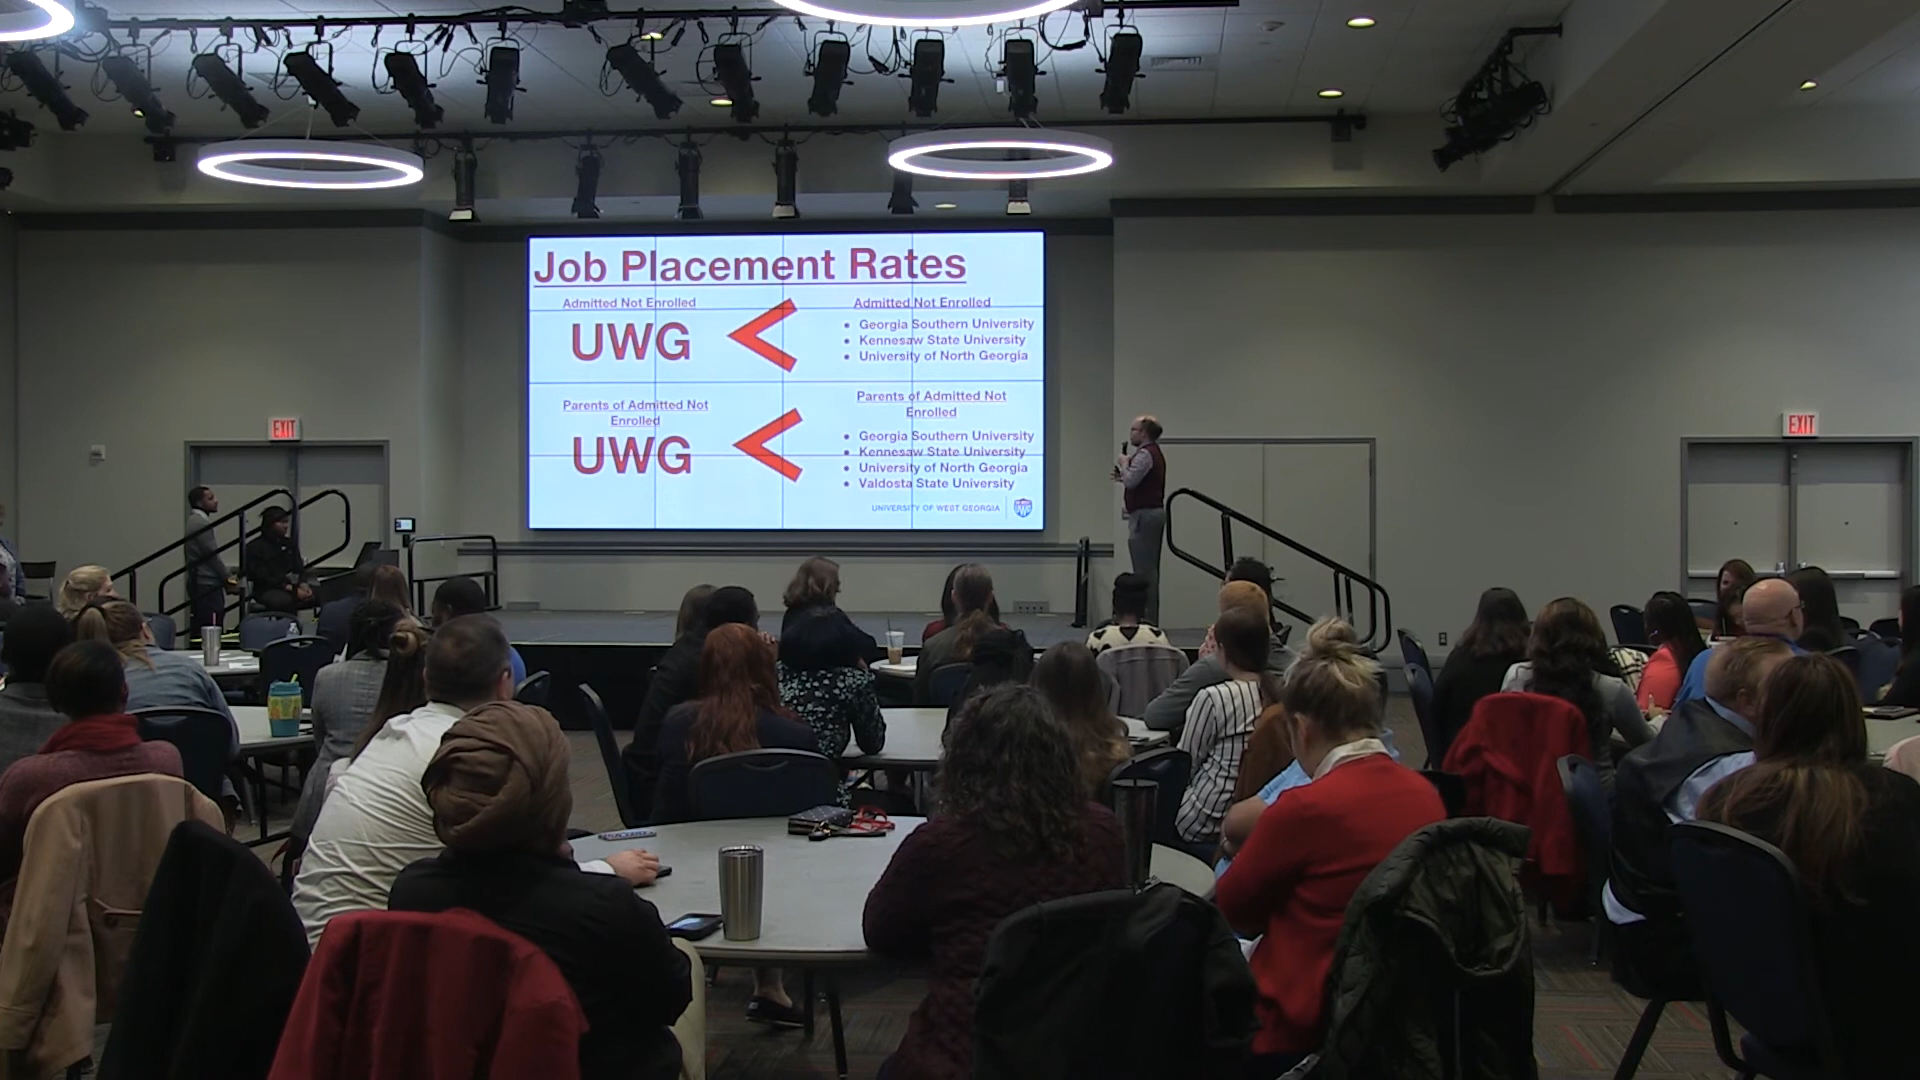 Job Placement Rates
Admitted Not Enrolled
UWG
<
Admitted Not Enrolled
• Georgia Southern University
• Kennesaw State University
• University of North Georgia
Parents of Admitted Not
Enrolled
UWG
<
Parents of Admitted Not
Enrolled
• Georgia Southern University
• Kennesaw State University
• University of North Georgia
• Valdosta State University
UNIVERSITY OF WEST GEORGIA
EXIT
EXIT